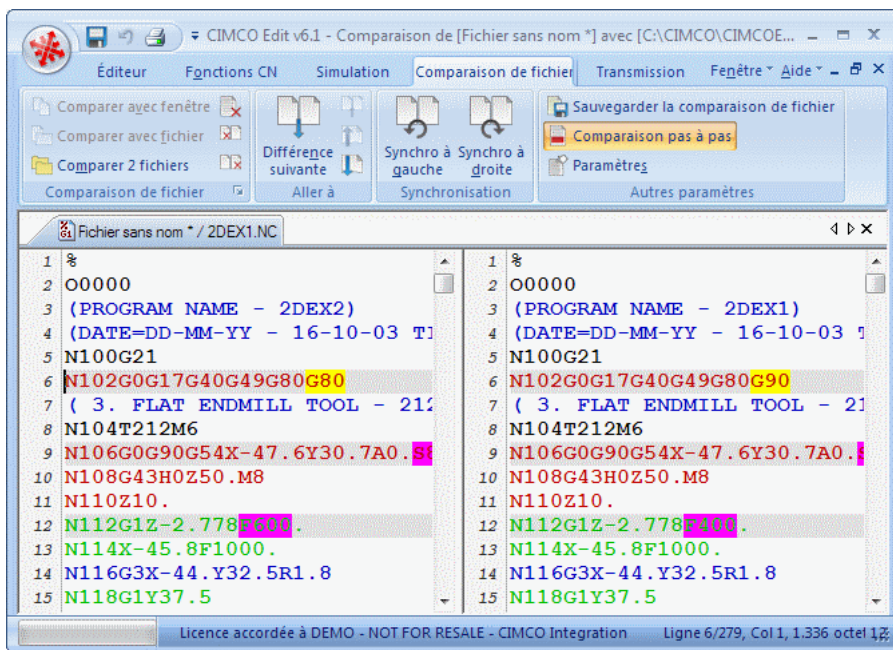 CIMCO Edit v6.1 - Comparaison de [Fichier sans nom *] avec [C:\CIMCO\CIMCOE...
Éditeur Fonctions CN Simulation Comparaison de fichier Transmission Fenêtre Aide
Comparer avec fenêtre
Comparer avec fichier
Comparer 2 fichiers
Comparaison de fichier
Différence suivante
Aller à
Synchro à gauche
Synchro à droite
Synchronisation
Sauvegarder la comparaison de fichier
Comparaison pas à pas
Paramètres
Autres paramètres
Fichier sans nom * / 2DEX1.NC
1 %
2 O0000
3 (PROGRAM NAME - 2DEX2)
4 (DATE=DD-MM-YY - 16-10-03
5 N100G21
6 N102G0G17G40G49G80G80
7 ( 3. FLAT ENDMILL TOOL - 212
8 N104T212M6
9 N106G0G90G54X-47.6Y30.7A0.
10 N108G43H0Z50.M8
11 N110Z10.
12 N112G1Z-2.778F600.
13 N114X-45.8F1000.
14 N116G3X-44.Y32.5R1.8
15 N118G1Y37.5
1 %
2 O0000
3 (PROGRAM NAME - 2DEX1)
4 (DATE=DD-MM-YY - 16-10-03
5 N100G21
6 N102G0G17G40G49G80G90
7 ( 3. FLAT ENDMILL TOOL - 21
8 N104T212M6
9 N106G0G90G54X-47.6Y30.7A0.
10 N108G43H0Z50.M8
11 N110Z10.
12 N112G1Z-2.778F400.
13 N114X-45.8F1000.
14 N116G3X-44.Y32.5R1.8
15 N118G1Y37.5
Licence accordée à DEMO - NOT FOR RESALE - CIMCO Integration Ligne 6/279, Col 1, 1.336 octet